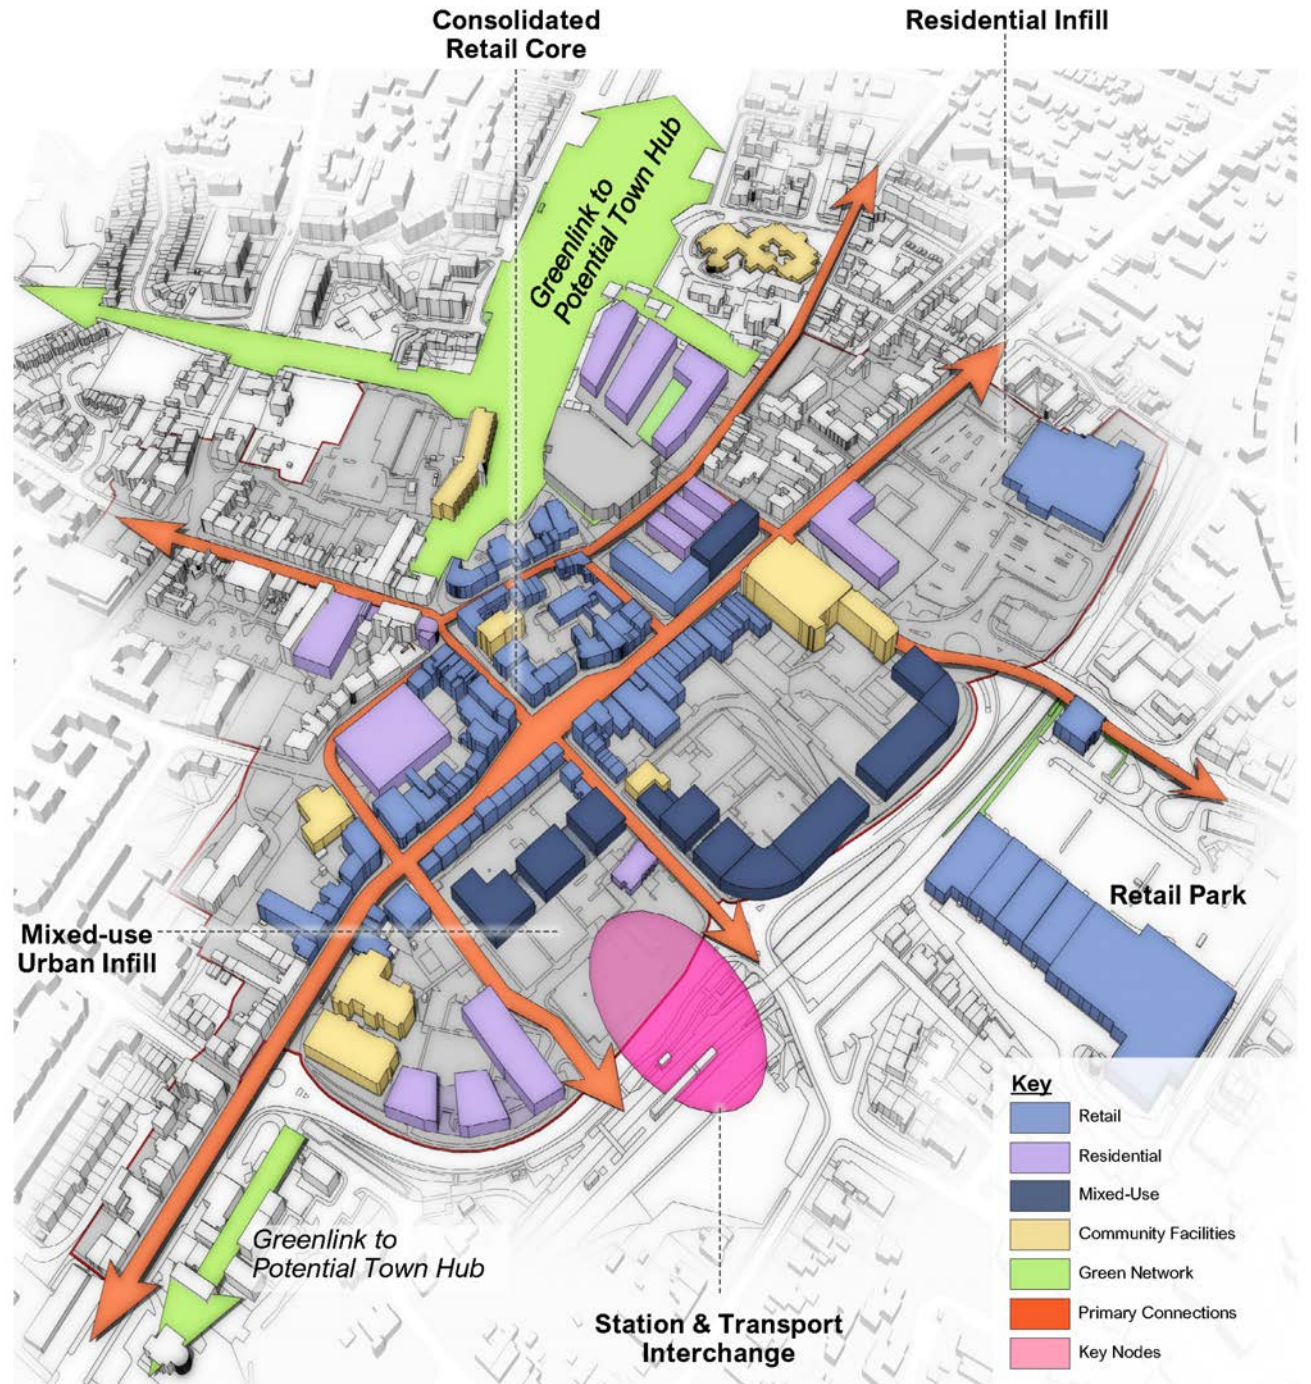 Consolidated
Retail Core
Residential Infill
Greenlink to
Potential Town Hub
Mixed-use
Urban Infill
Retail Park
Greenlink to
Potential Town Hub
Station & Transport
Interchange
Key
Retail
Residential
Mixed-Use
Community Facilities
Green Network
Primary Connections
Key Nodes